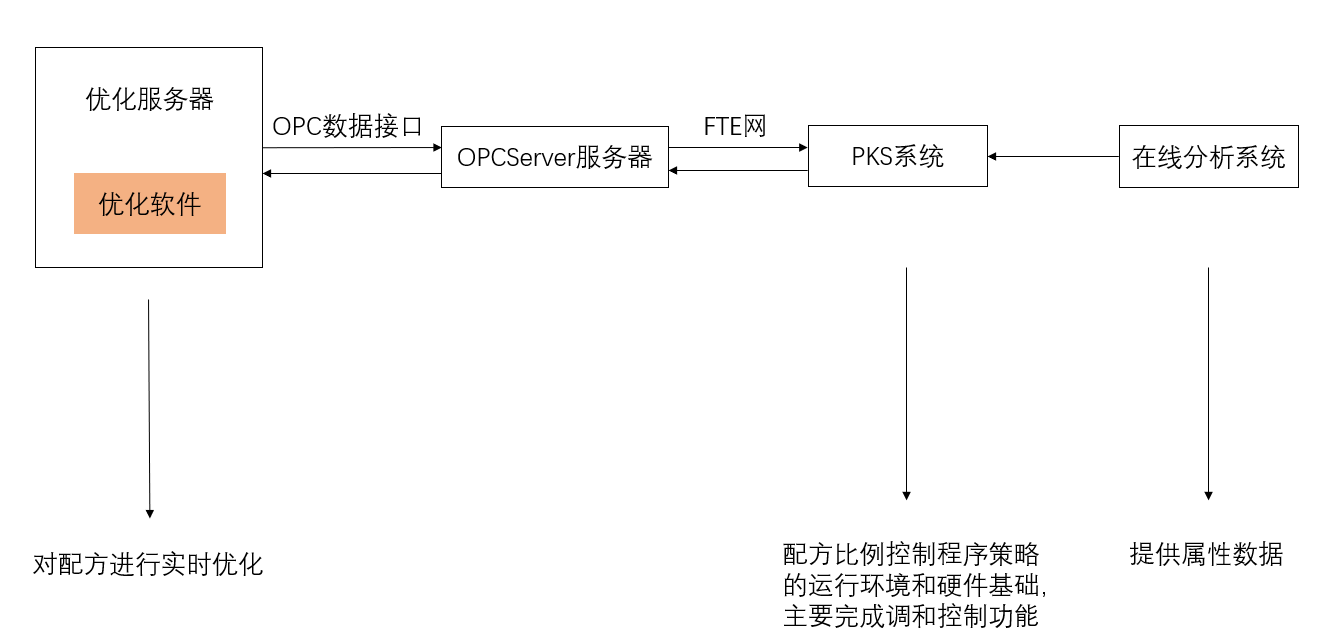 优化服务器
优化软件
OPC数据接口
OPCServer服务器
FTE网
PKS系统
在线分析系统
对配方进行实时优化
配方比例控制程序策略
的运行环境和硬件基础，
主要完成调和控制功能
提供属性数据